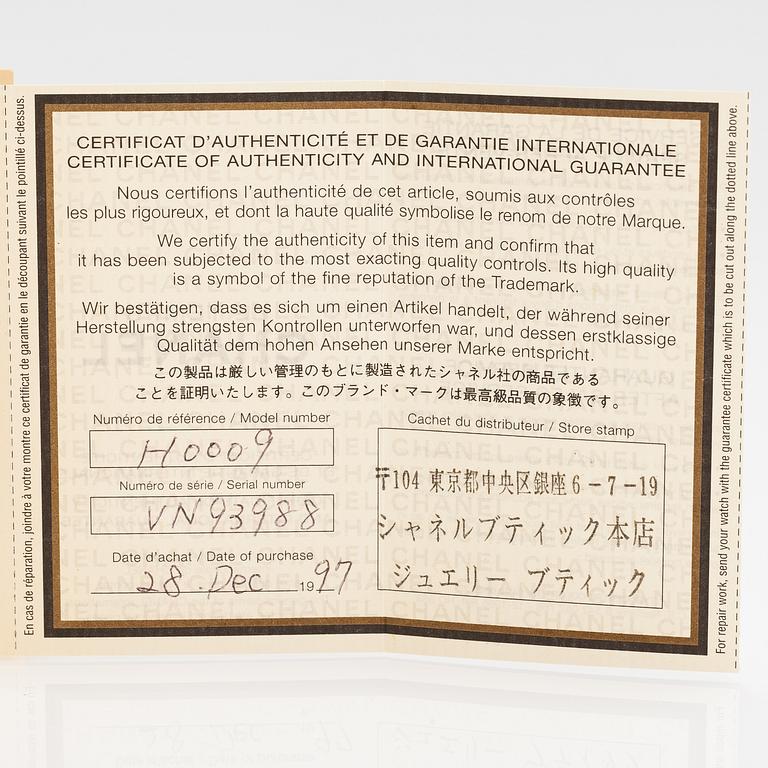 CERTIFICAT D'AUTHENTICITÉ ET DE GARANTIE INTERNATIONALE
CERTIFICATE OF AUTHENTICITY AND INTERNATIONAL GUARANTEE
Nous certifions l'authenticité de cet article, soumis aux contrôles
les plus rigoureux, et dont la haute qualité symbolise le renom de notre Marque.
We certify the authenticity of this item and confirm that
it has been subjected to the most exacting quality controls. Its high quality
is a symbol of the fine reputation of the Trademark.
Wir bestätigen, dass es sich um einen Artikel handelt, der während seiner
Herstellung strengsten Kontrollen unterworfen war, und dessen erstklassige
Qualität dem hohen Ansehen unserer Marke entspricht.
この製品は厳しい管理のもとに製造されたシャネル社の商品である
ことを証明いたします。このブランド・マークは最高級品質の象徴です。
Numéro de référence / Model number
H0009
Numéro de série / Serial number
VN93988
Date d'achat / Date of purchase
28. Dec 1997
Cachet du distributeur / Store stamp
〒104 東京都中央区銀座6-7-19
シャネルブティック本店
ジュエリー ブティック
En cas de réparation, joindre à votre montre ce certificat de garantie en le découpant suivant le pointillé ci-dessus.
For repair work, send your watch with the guarantee certificate which is to be cut out along the dotted line above.